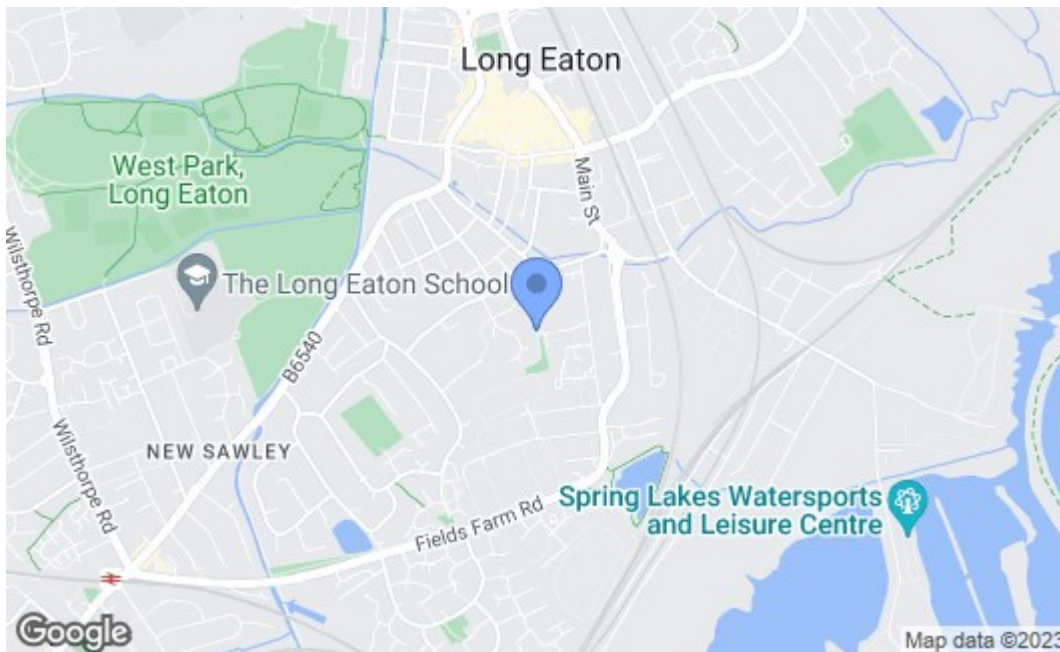 Long Eaton
West Park,
Long Eaton
Main St
Wilsthorpe Rd
The Long Eaton School
B6540
Wilsthorpe Rd
NEW SAWLEY
Spring Lakes Watersports
and Leisure Centre
Fields Farm Rd
Google
Map data ©2023